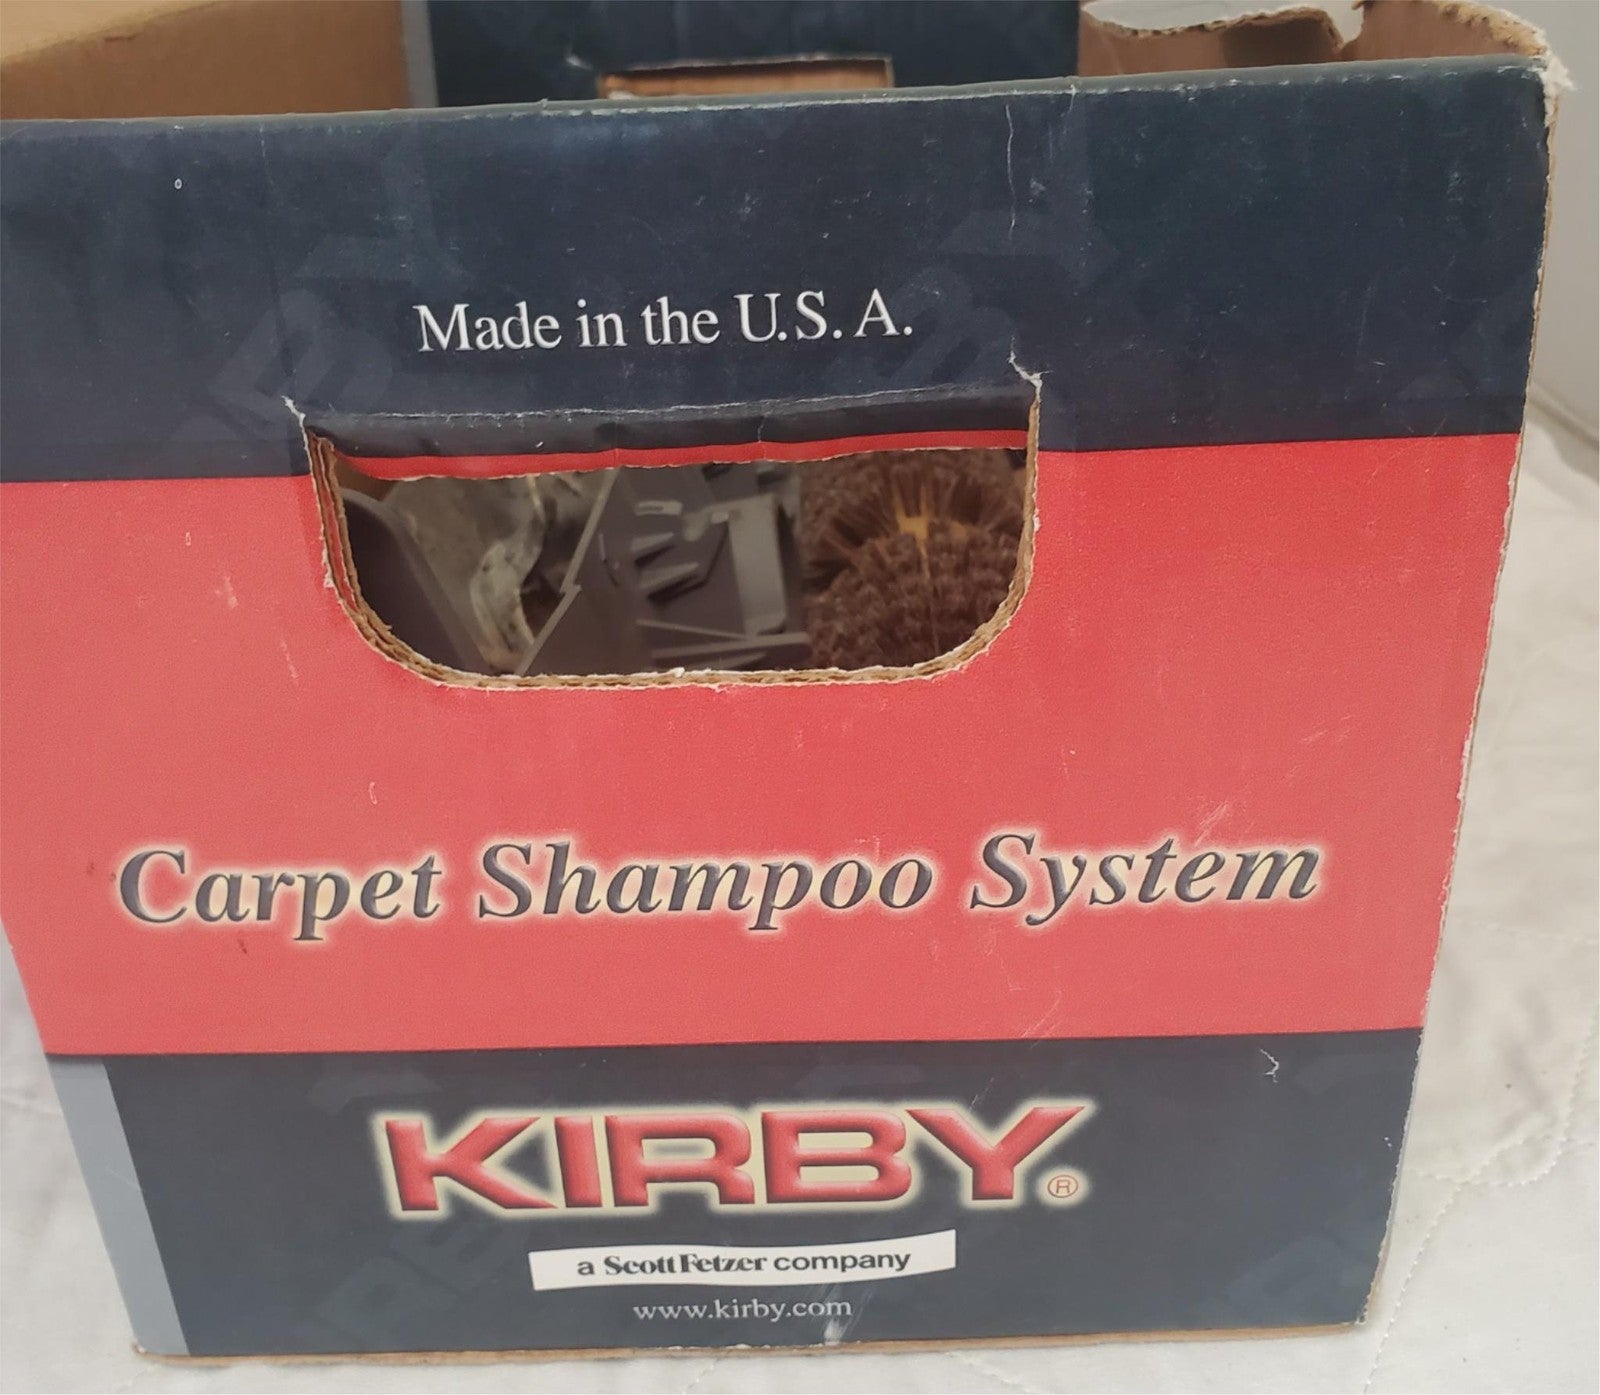 Made in the U.S.A.
Carpet Shampoo System
KIRBY®
a Scott Fetzer company
www.kirby.com